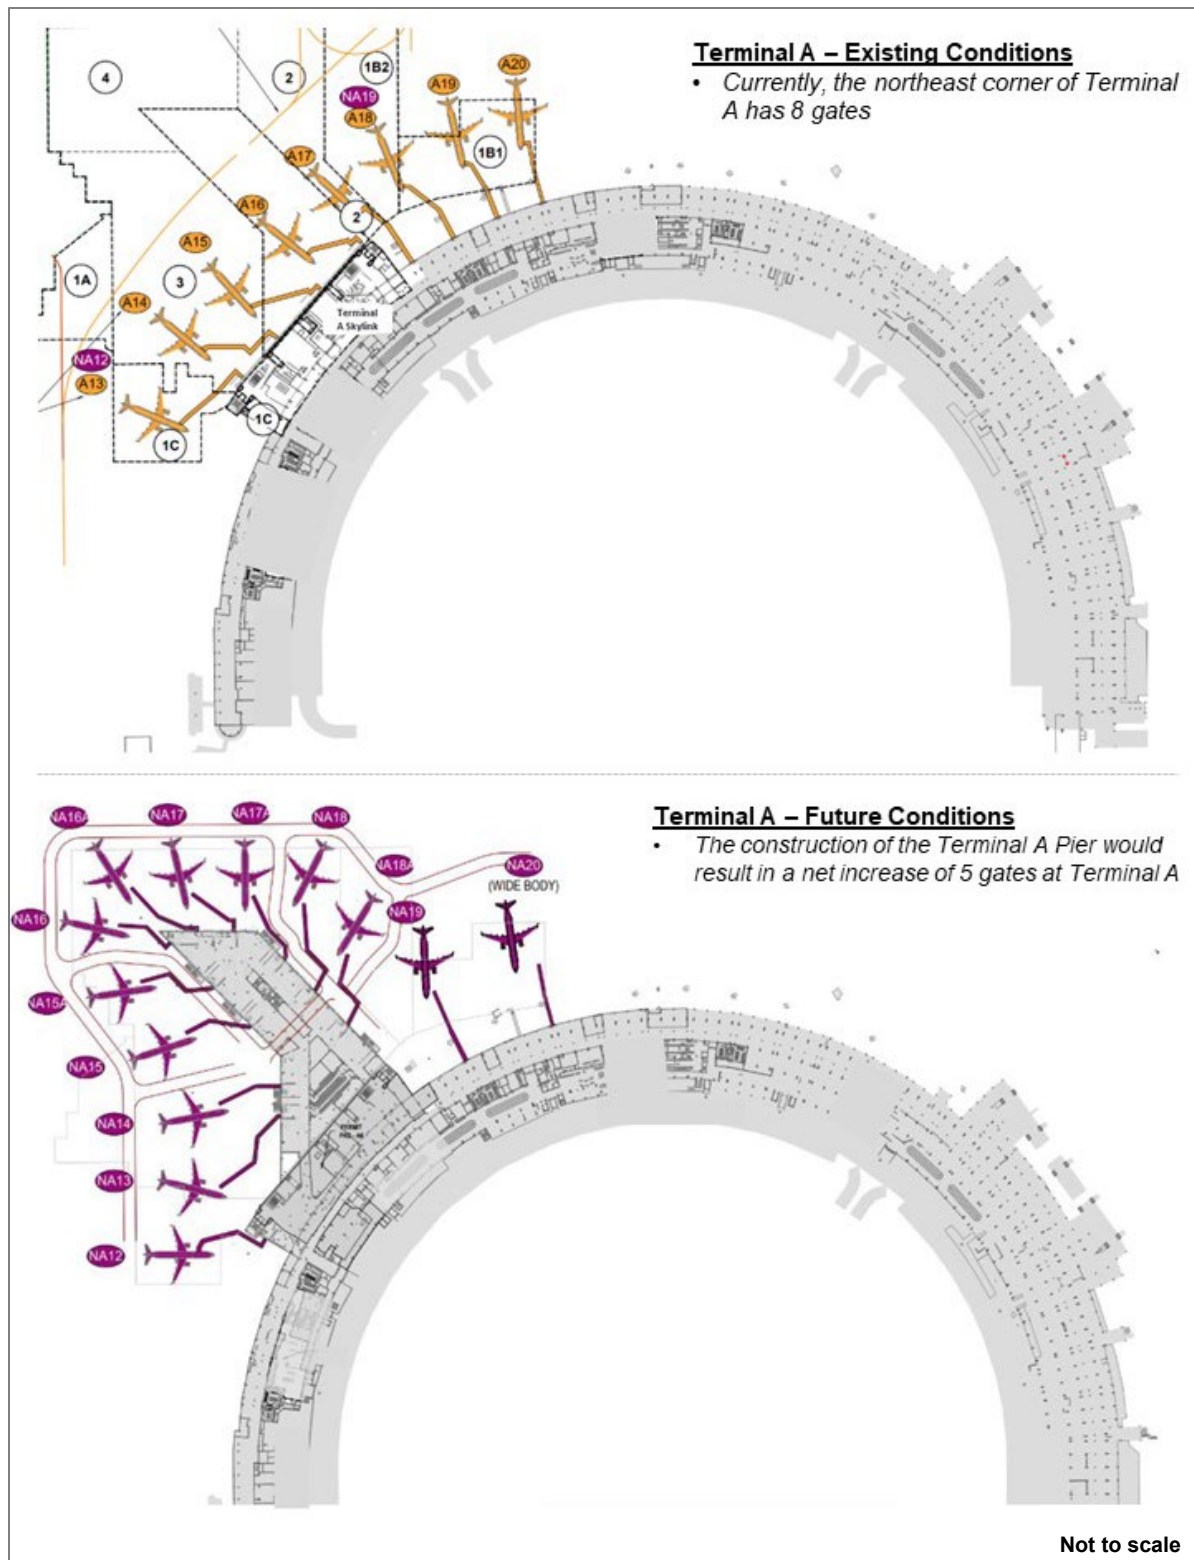 Terminal A – Existing Conditions
• Currently, the northeast corner of Terminal
A has 8 gates
4
2
1B2
A20
A19
NA19
A18
1B1
A17
2
A16
A15
1A
3
A14
Terminal
A Skylink
NA12
A13
1C
1C
Terminal A – Future Conditions
• The construction of the Terminal A Pier would
result in a net increase of 5 gates at Terminal A
NA16A
NA17
NA17A
NA18
NA18A
NA20
(WIDE BODY)
NA16
NA19
NA15A
NA15
NA14
NA13
NA12
Not to scale